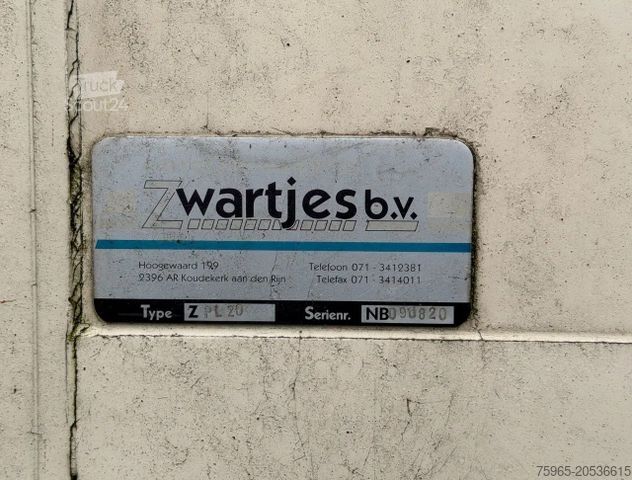 Truck
Scout24
Zwartjes b.v.
Hoogewaard 199 Telefoon 071 - 3412381
2396 AR Koudekerk aan den Rijn Telefax 071 - 3414011
Type Z PL 20 Serienr. NB090820
75965-20536615